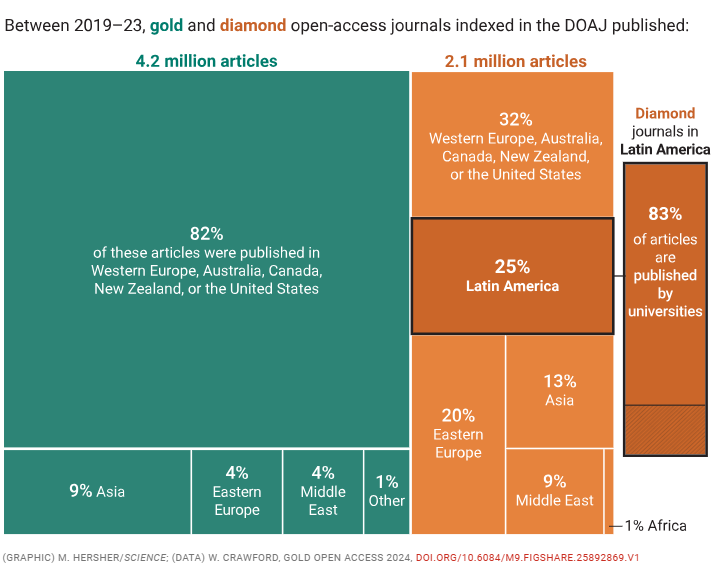 Between 2019–23, gold and diamond open-access journals indexed in the DOAJ published:
4.2 million articles
2.1 million articles
82%
of these articles were published in
Western Europe, Australia, Canada,
New Zealand, or the United States
9% Asia
4%
Eastern
Europe
4%
Middle
East
1%
Other
32%
Western Europe, Australia,
Canada, New Zealand,
or the United States
25%
Latin America
20%
Eastern
Europe
13%
Asia
9%
Middle East
1% Africa
Diamond
journals in
Latin America
83%
of articles
are
published
by
universities
(GRAPHIC) M. HERSHER/SCIENCE; (DATA) W. CRAWFORD, GOLD OPEN ACCESS 2024, DOI.ORG/10.6084/M9.FIGSHARE,25892869.V1